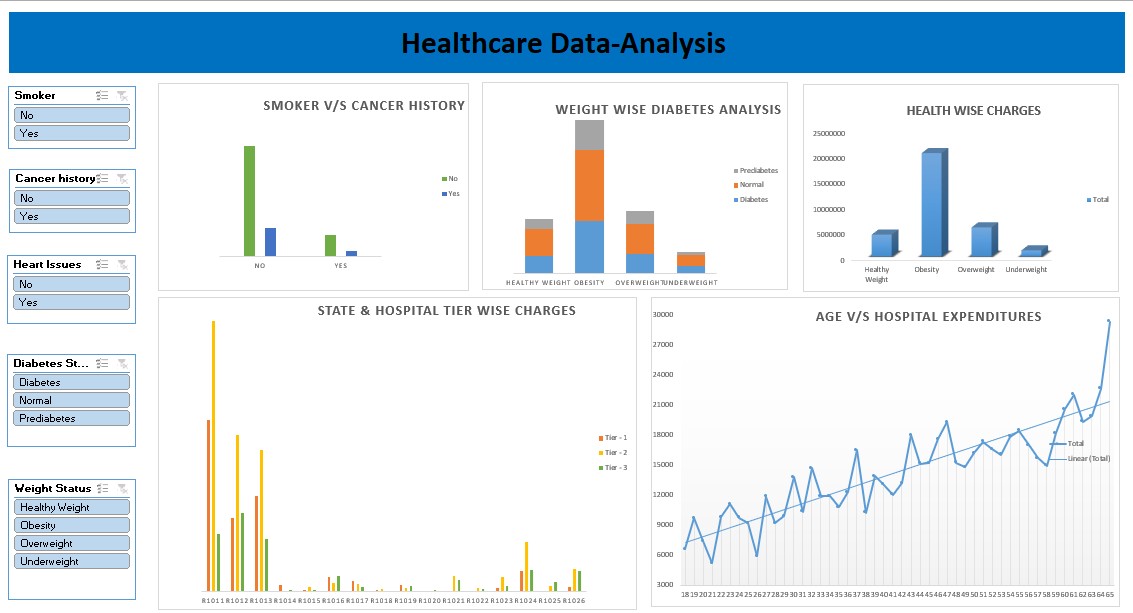 Healthcare Data-Analysis
Smoker
No
Yes
Cancer history
No
Yes
Heart Issues
No
Yes
Diabetes St...
Diabetes
Normal
Prediabetes
Weight Status
Healthy Weight
Obesity
Overweight
Underweight
SMOKER V/S CANCER HISTORY
No
Yes
NO YES
WEIGHT WISE DIABETES ANALYSIS
Prediabetes
Normal
Diabetes
HEALTHY WEIGHT OBESITY OVERWEIGHT UNDERWEIGHT
HEALTH WISE CHARGES
25000000
20000000
15000000
10000000
5000000
0
Total
Healthy Obesity Overweight Underweight
Weight
STATE & HOSPITAL TIER WISE CHARGES
Tier - 1
Tier - 2
Tier - 3
R1011 R1012 R1013 R1014 R1015 R1016 R1017 R1018 R1019 R1020 R1021 R1022 R1023 R1024 R1025 R1026
AGE V/S HOSPITAL EXPENDITURES
30000
27000
24000
21000
18000
15000
12000
9000
6000
3000
Total
Linear (Total)
18 19 20 21 22 23 24 25 26 27 28 29 30 31 32 33 34 35 36 37 38 39 40 41 42 43 44 45 46 47 48 49 50 51 52 53 54 55 56 57 58 59 60 61 62 63 64 65